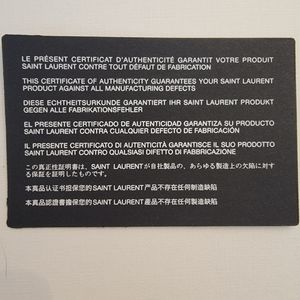 LE PRÉSENT CERTIFICAT D'AUTHENTICITÉ GARANTIT VOTRE PRODUIT
SAINT LAURENT CONTRE TOUT DÉFAUT DE FABRICATION
THIS CERTIFICATE OF AUTHENTICITY GUARANTEES YOUR SAINT LAURENT
PRODUCT AGAINST ALL MANUFACTURING DEFECTS
DIESE ECHTHEITSURKUNDE GARANTIERT IHR SAINT LAURENT PRODUKT
GEGEN ALLE FABRIKATIONSFEHLER
EL PRESENTE CERTIFICADO DE AUTENTICIDAD GARANTIZA SU PRODUCTO
SAINT LAURENT CONTRA CUALQUIER DEFECTO DE FABRICACIÓN
IL PRESENTE CERTIFICATO DI AUTENTICITÀ GARANTISCE IL SUO PRODOTTO
SAINT LAURENT CONTRO QUALSIASI DIFETTO DI FABBRICAZIONE
この真正性証明書は、SAINT LAURENTが自社製品の、あらゆる製造上の欠陥に対す
る保証を証明したものです。
本真品认证书担保您的SAINT LAURENT产品不存在任何制造缺陷
本真品認證書擔保您的SAINT LAURENT產品不存在任何製造缺陷